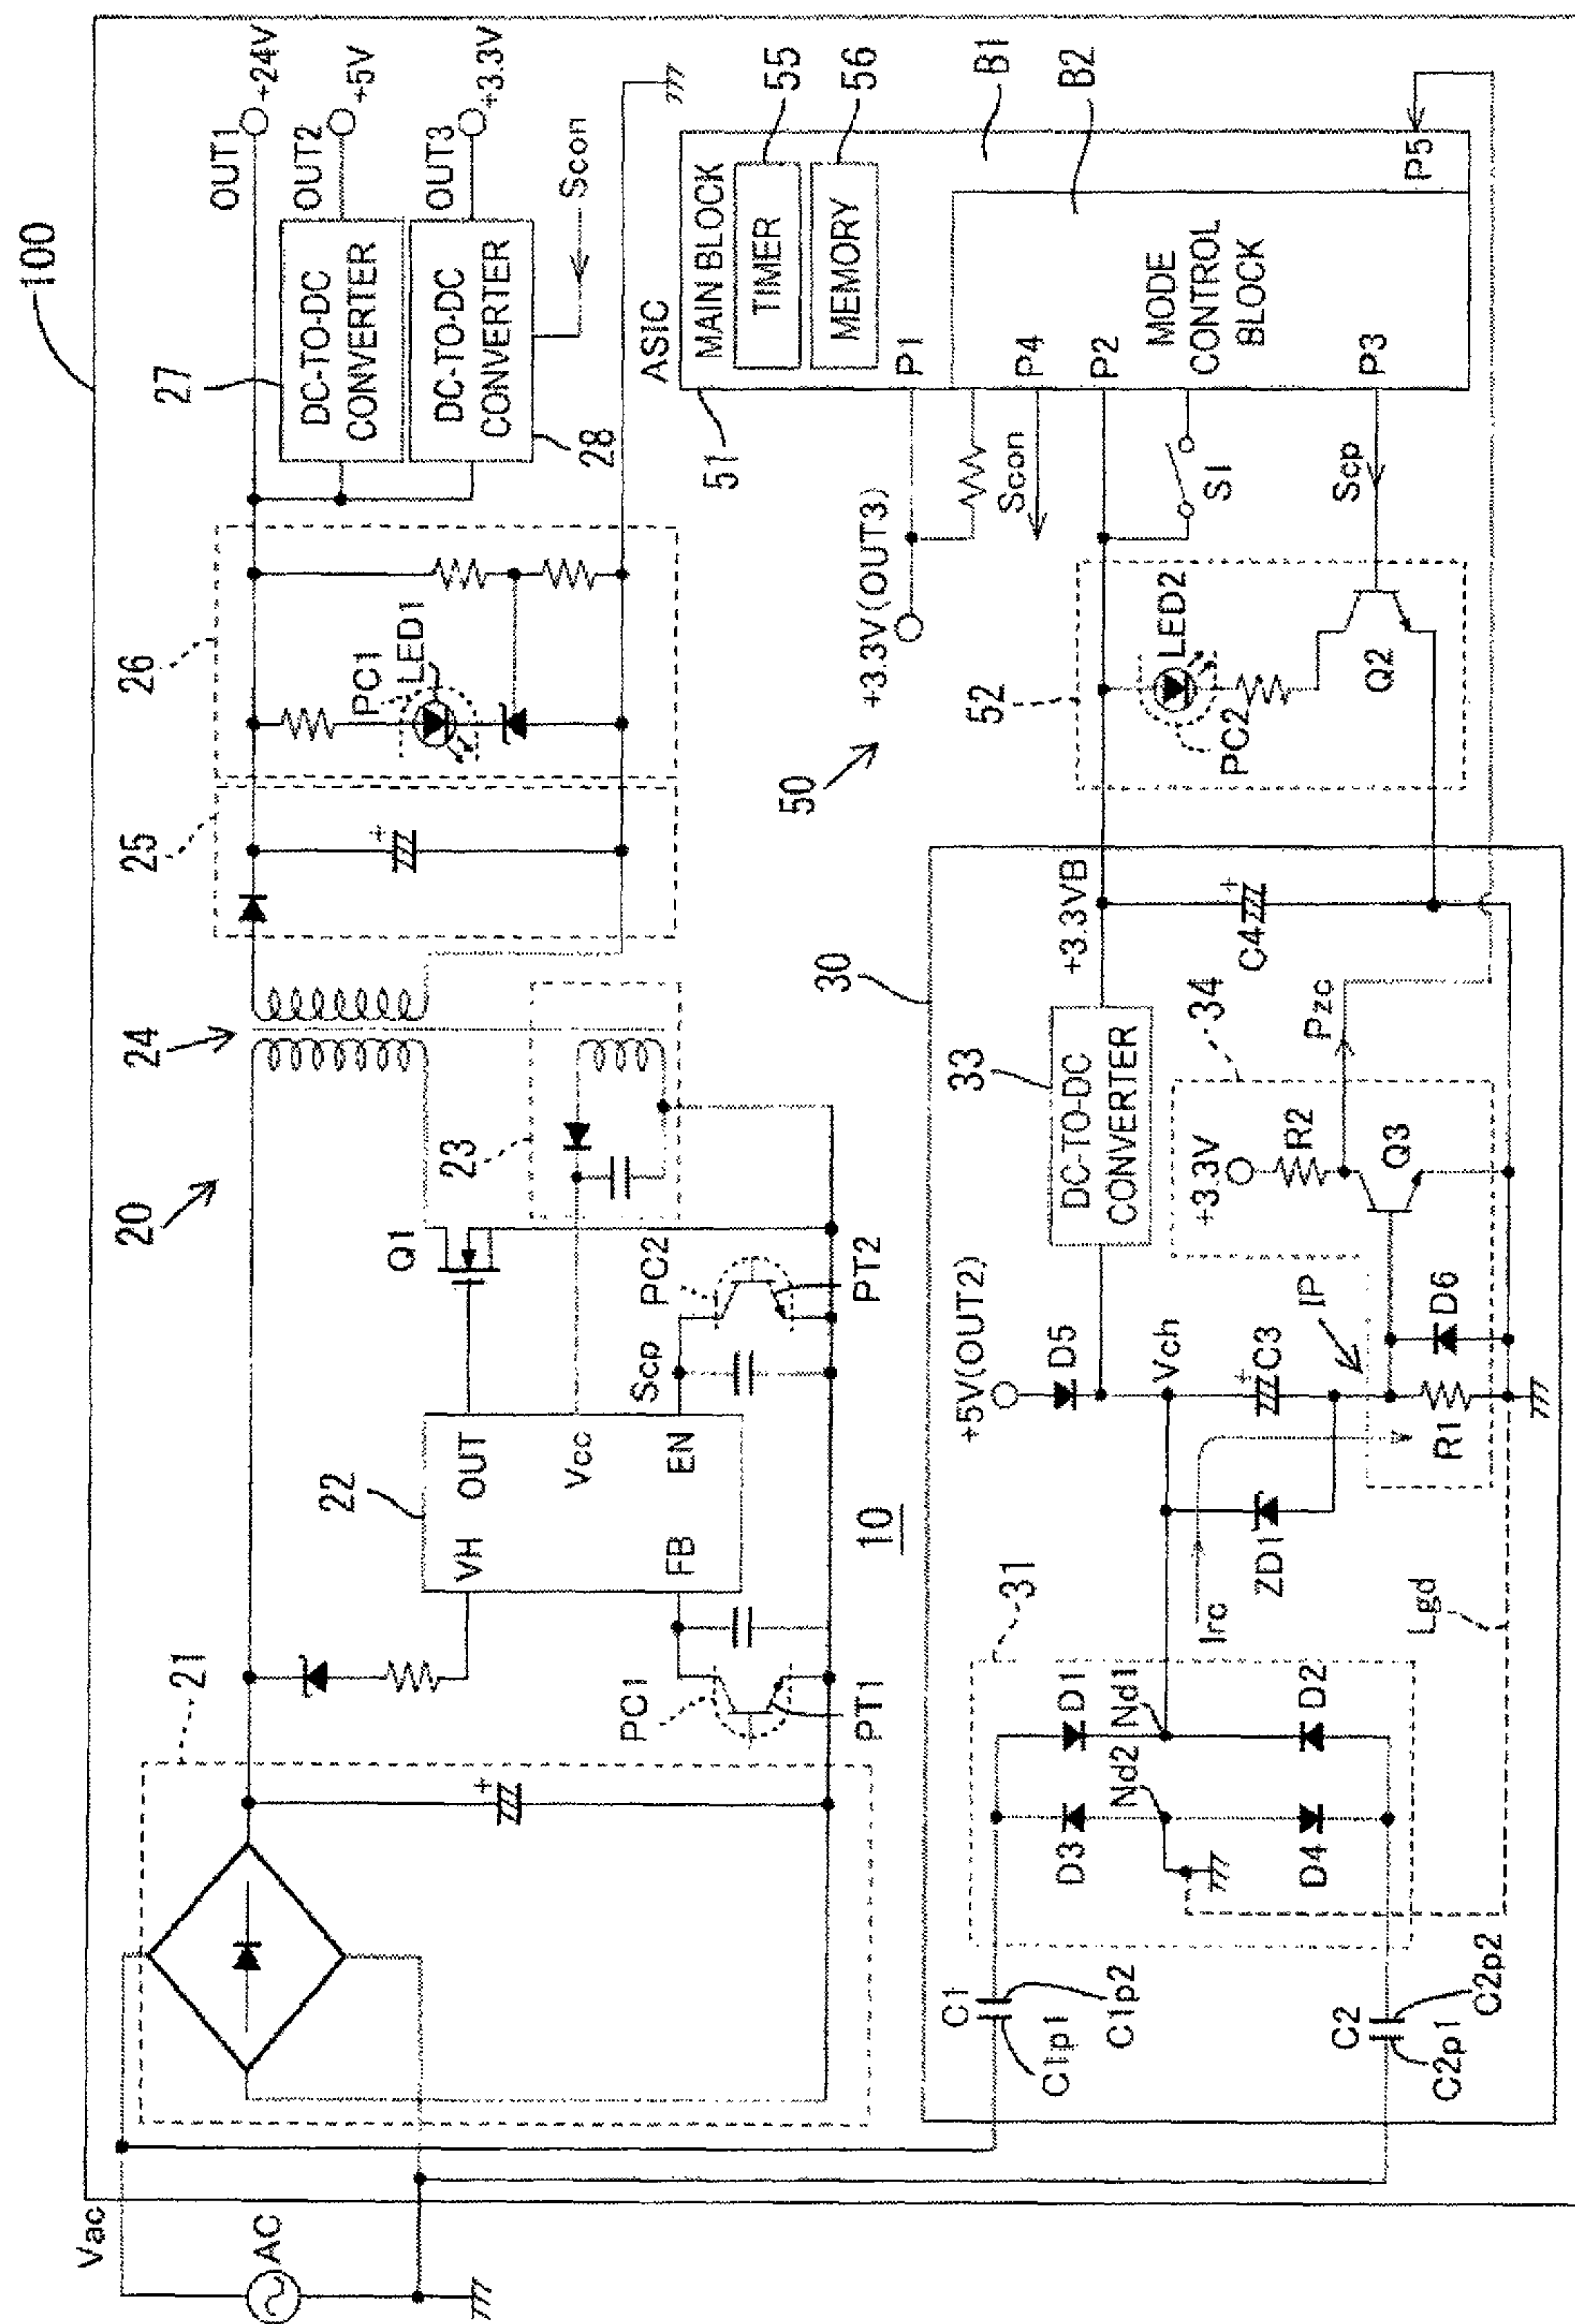 100
Vac
AC
20
21
22
VH
OUT
Vcc
FB
EN
Scp
PC1
PT1
PC2
PT2
Q1
23
24
25
26
PC1
LED1
27
DC-TO-DC
CONVERTER
DC-TO-DC
CONVERTER
28
OUT1
+24V
OUT2
+5V
OUT3
+3.3V
Scon
10
30
C1
C1p1
C1p2
C2
C2p1
C2p2
31
D1
D2
D3
D4
Nd1
Nd2
Lgd
Irc
ZD1
+5V(OUT2)
D5
Vch
+
C3
IP
R1
D6
33
DC-TO-DC
CONVERTER
+3.3VB
34
+3.3V
R2
Q3
Pzc
+
C4
50
52
LED2
PC2
Q2
+3.3V(OUT3)
Scon
S1
Scp
51
ASIC
MAIN BLOCK
TIMER
MEMORY
55
56
B1
B2
P1
P4
P2
P3
P5
MODE
CONTROL
BLOCK
+
+